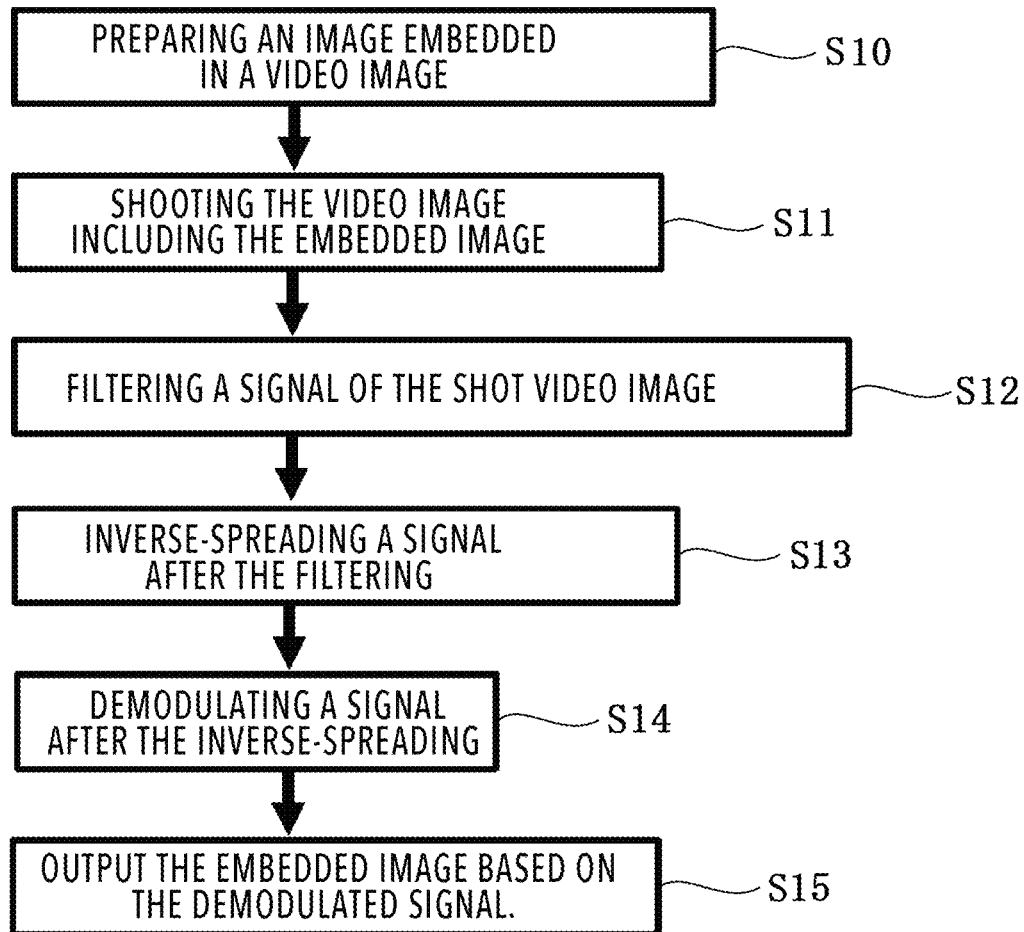 PREPARING AN IMAGE EMBEDDED
IN A VIDEO IMAGE
S10
SHOOTING THE VIDEO IMAGE
INCLUDING THE EMBEDDED IMAGE
S11
FILTERING A SIGNAL OF THE SHOT VIDEO IMAGE
S12
INVERSE-SPREADING A SIGNAL
AFTER THE FILTERING
S13
DEMODULATING A SIGNAL
AFTER THE INVERSE-SPREADING
S14
OUTPUT THE EMBEDDED IMAGE BASED ON
THE DEMODULATED SIGNAL.
S15